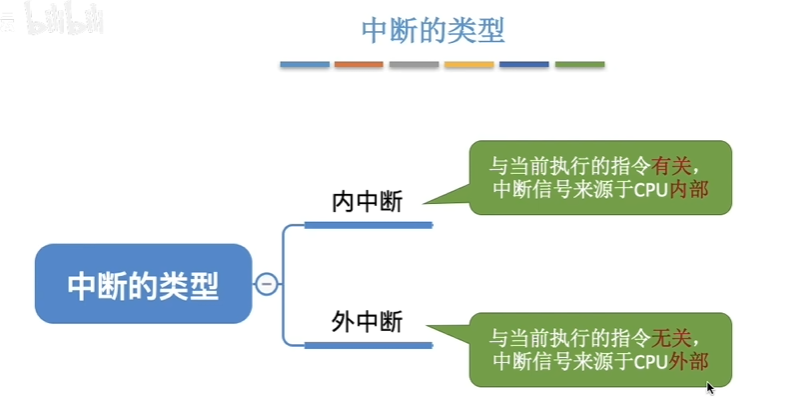 bilibili
中断的类型
与当前执行的指令有关，
中断信号来源于CPU内部
内中断
中断的类型
外中断
与当前执行的指令无关，
中断信号来源于CPU外部